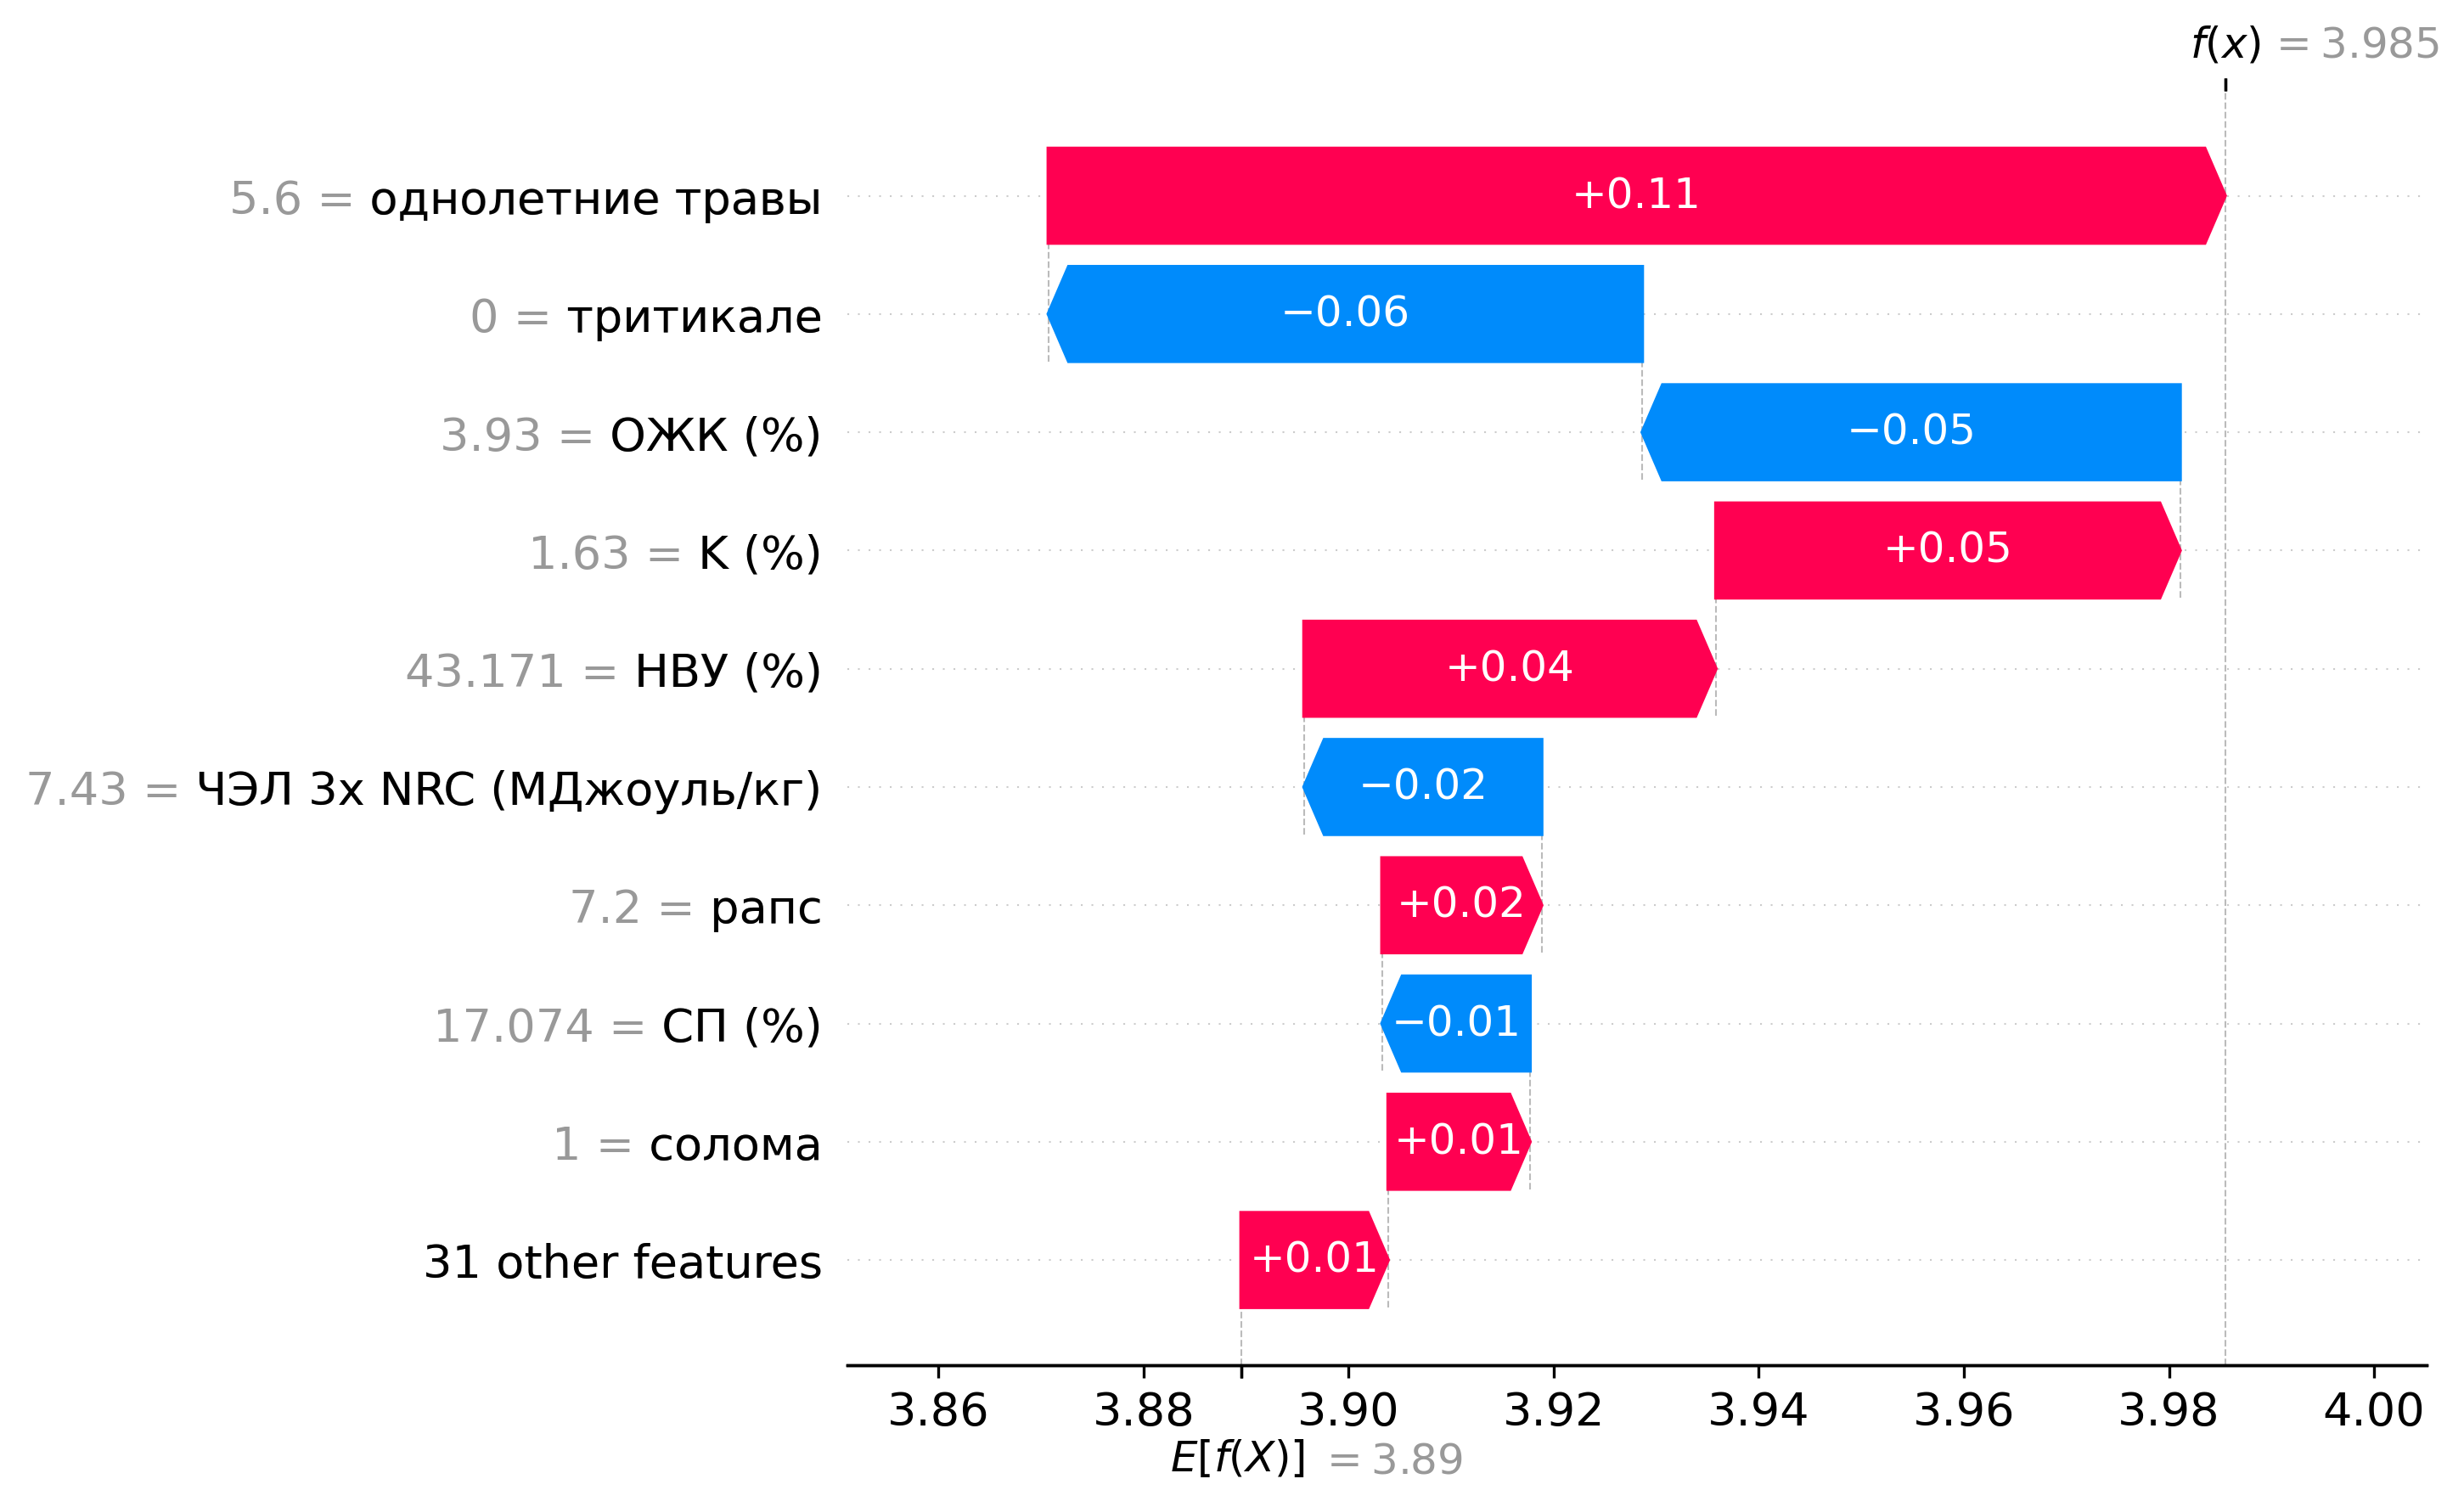 f(x) = 3.985
5.6 = однолетние травы
+0.11
0 = тритикале
−0.06
3.93 = ОЖК (%)
−0.05
1.63 = K (%)
+0.05
43.171 = НВУ (%)
+0.04
7.43 = ЧЭЛ 3x NRC (МДжоуль/кг)
−0.02
7.2 = рапс
+0.02
17.074 = СП (%)
−0.01
1 = солома
+0.01
31 other features
+0.01
3.86 3.88 3.90 3.92 3.94 3.96 3.98 4.00
E[f(X)] = 3.89